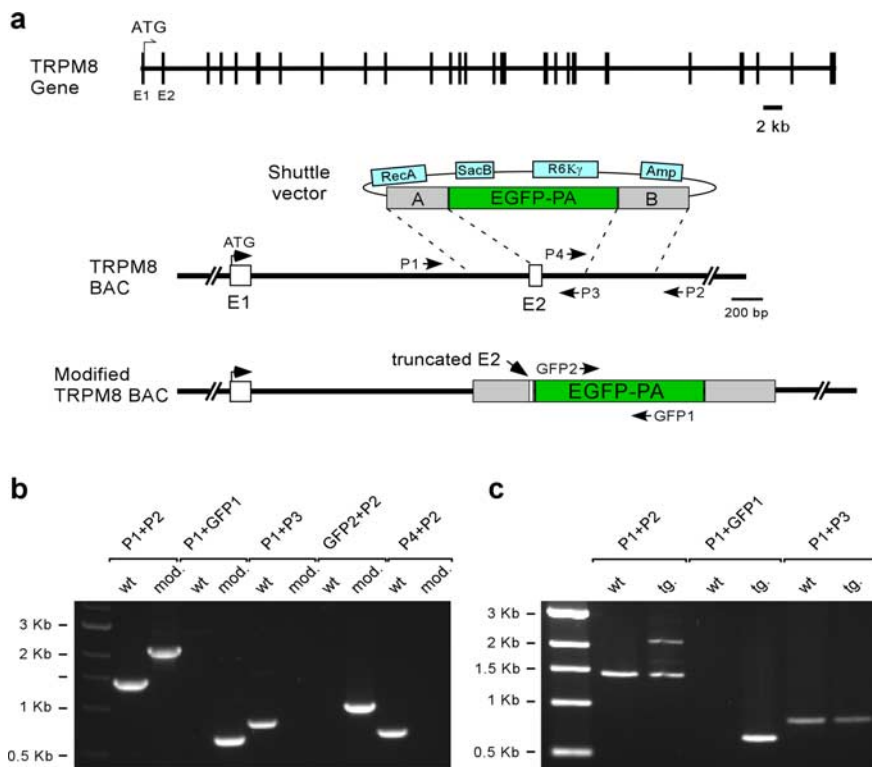 a
ATG
TRPM8
Gene
E1 E2
2 kb
Shuttle
vector
RecA SacB R6Kγ Amp
A EGFP-PA B
TRPM8
BAC
ATG
P1 P4
E1 E2 P3 P2
200 bp
truncated E2
GFP2
Modified
TRPM8 BAC
EGFP-PA
GFP1
b
P1+P2 P1+GFP1 P1+P3 GFP2+P2 P4+P2
wt mod. wt mod. wt mod. wt mod. wt mod.
3 Kb
2 Kb
1 Kb
0.5 Kb
c
P1+P2 P1+GFP1 P1+P3
wt tg. wt tg. wt tg.
3 Kb
2 Kb
1.5 Kb
1 Kb
0.5 Kb